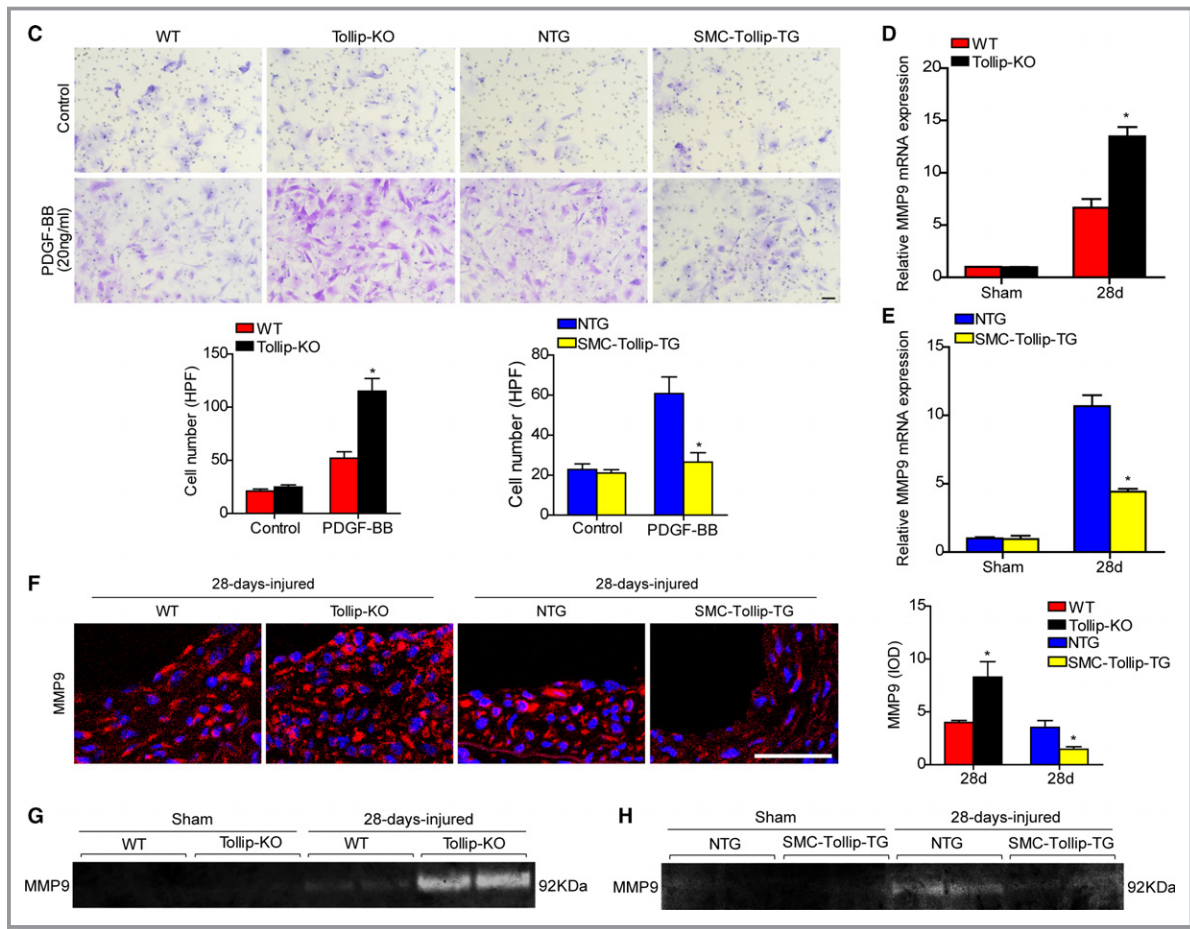 C
WT
Tollip-KO
NTG
SMC-Tollip-TG
Control
PDGF-BB
(20ng/ml)
WT
Tollip-KO
Cell number (HPF)
150
100
50
0
Control
PDGF-BB
*
NTG
SMC-Tollip-TG
Cell number (HPF)
80
60
40
20
0
Control
PDGF-BB
*
D
WT
Tollip-KO
Relative MMP9 mRNA expression
20
15
10
5
0
Sham
28d
*
E
NTG
SMC-Tollip-TG
Relative MMP9 mRNA expression
15
10
5
0
Sham
28d
*
F
28-days-injured
28-days-injured
WT
Tollip-KO
NTG
SMC-Tollip-TG
MMP9
WT
Tollip-KO
NTG
SMC-Tollip-TG
MMP9 (IOD)
15
10
5
0
28d
28d
*
*
G
Sham
28-days-injured
WT
Tollip-KO
WT
Tollip-KO
MMP9
92KDa
H
Sham
28-days-injured
NTG
SMC-Tollip-TG
NTG
SMC-Tollip-TG
MMP9
92KDa